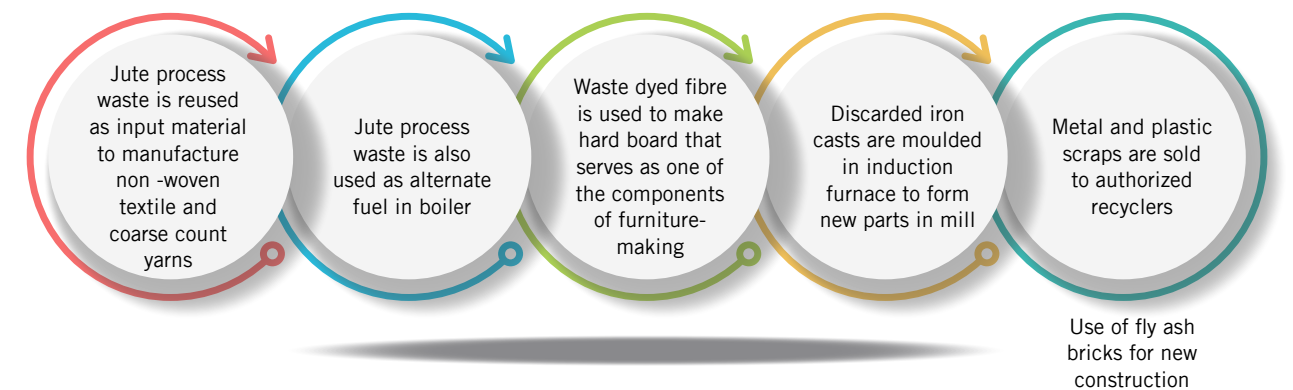 Jute process
waste is reused
as input material
to manufacture
non -woven
textile and
coarse count
yarns
Jute process
waste is also
used as alternate
fuel in boiler
Waste dyed fibre
is used to make
hard board that
serves as one of
the components
of furniture-
making
Discarded iron
casts are moulded
in induction
furnace to form
new parts in mill
Metal and plastic
scraps are sold
to authorized
recyclers
Use of fly ash
bricks for new
construction